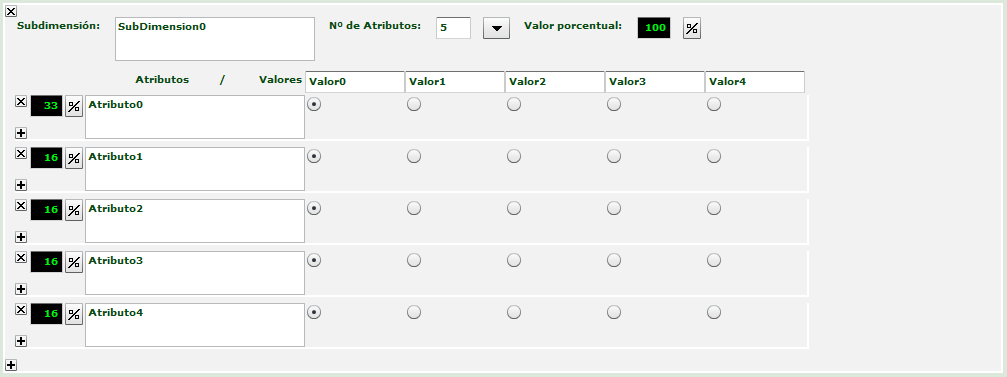 Subdimensión: SubDimension0 Nº de Atributos: 5 Valor porcentual: 100 %
Atributos / Valores Valor0 Valor1 Valor2 Valor3 Valor4
33 % Atributo0
16 % Atributo1
16 % Atributo2
16 % Atributo3
16 % Atributo4